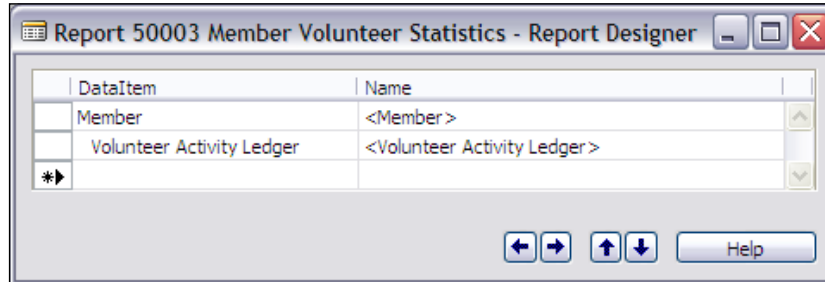 Report 50003 Member Volunteer Statistics - Report Designer
DataItem Name
Member <Member>
Volunteer Activity Ledger <Volunteer Activity Ledger>
Help